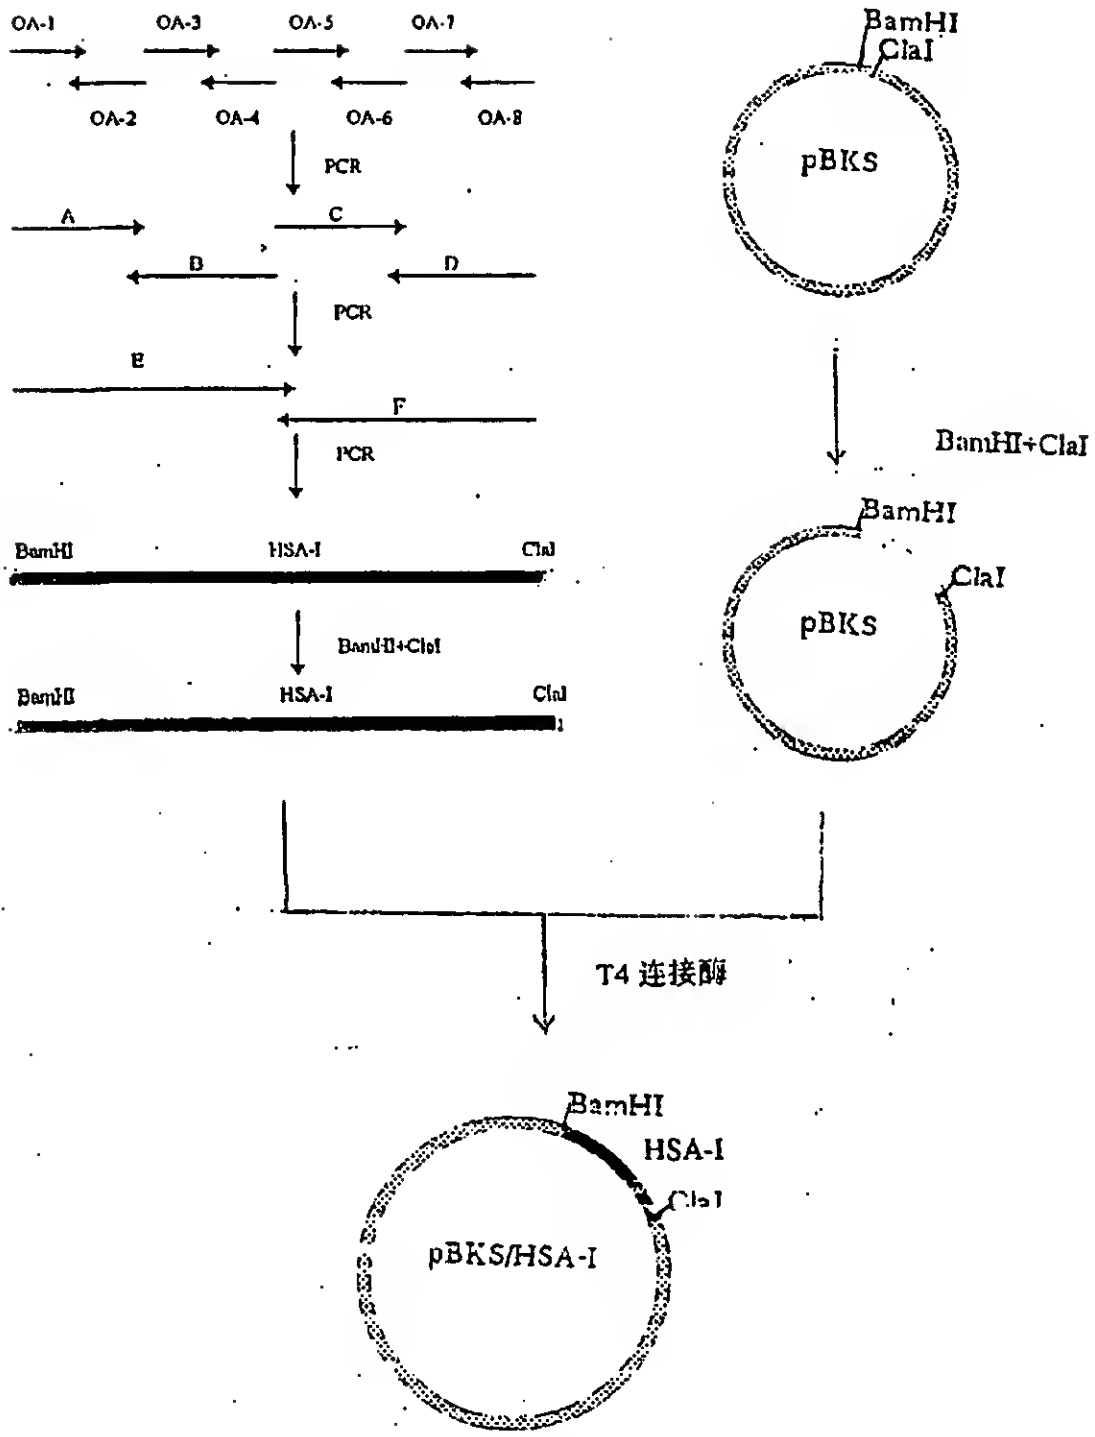 OA-1 OA-3 OA-5 OA-7
OA-2 OA-4 OA-6 OA-8
PCR
A C
B D
PCR
E
F
PCR
BamHI HSA-I ClaI
BamHI+ClaI
BamHI HSA-I ClaI
BamHI
ClaI
pBKS
BamHI+ClaI
BamHI
ClaI
pBKS
T4 连接酶
BamHI
HSA-I
ClaI
pBKS/HSA-I